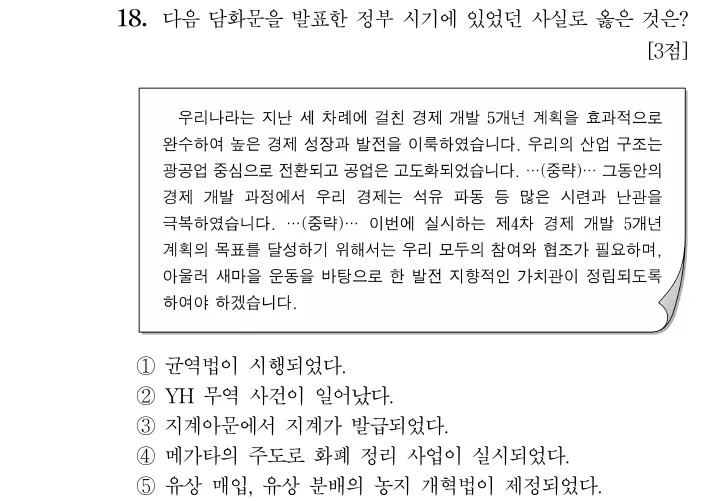 18. 다음 담화문을 발표한 정부 시기에 있었던 사실로 옳은 것은?
[3점]
우리나라는 지난 세 차례에 걸친 경제 개발 5개년 계획을 효과적으로
완수하여 높은 경제 성장과 발전을 이룩하였습니다. 우리의 산업 구조는
광공업 중심으로 전환되고 공업은 고도화되었습니다. …(중략)… 그동안의
경제 개발 과정에서 우리 경제는 석유 파동 등 많은 시련과 난관을
극복하였습니다. …(중략)… 이번에 실시하는 제4차 경제 개발 5개년
계획의 목표를 달성하기 위해서는 우리 모두의 참여와 협조가 필요하며,
아울러 새마을 운동을 바탕으로 한 발전 지향적인 가치관이 정립되도록
하여야 하겠습니다.
① 균역법이 시행되었다.
② YH 무역 사건이 일어났다.
③ 지계아문에서 지계가 발급되었다.
④ 메가타의 주도로 화폐 정리 사업이 실시되었다.
⑤ 유상 매입, 유상 분배의 농지 개혁법이 제정되었다.